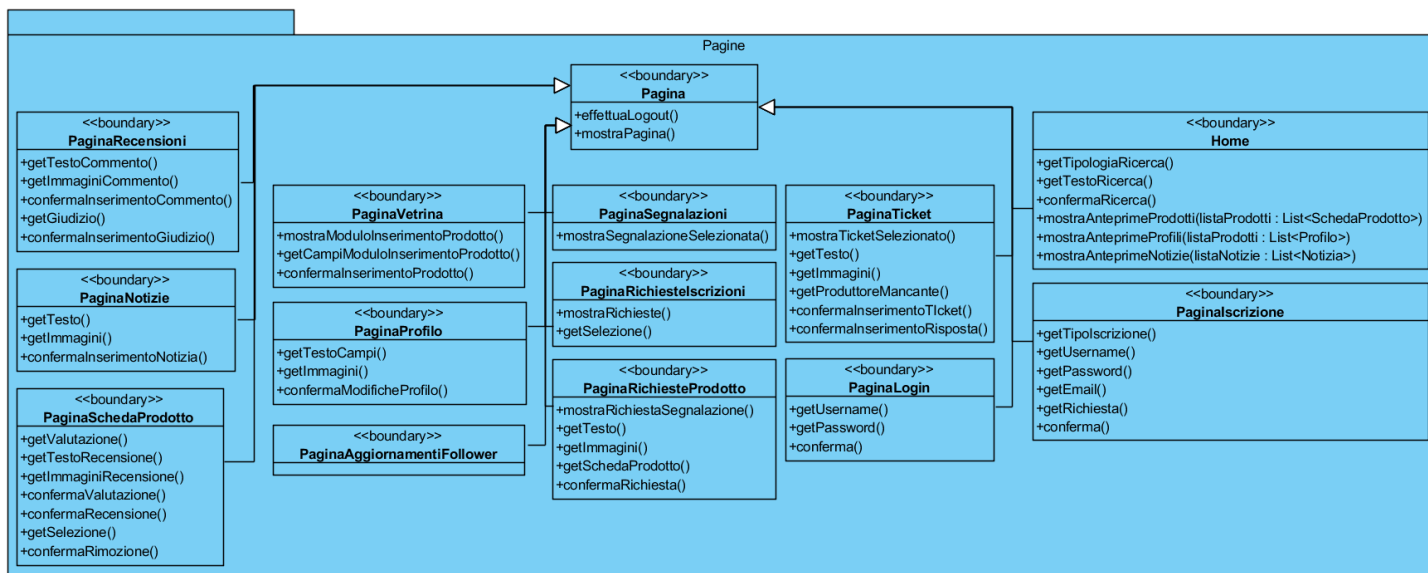 Pagine
<<boundary>>
Pagina
+effettuaLogout()
+mostraPagina()
<<boundary>>
PaginaRecensioni
+getTestoCommento()
+getImmaginiCommento()
+confermaInserimentoCommento()
+getGiudizio()
+confermaInserimentoGiudizio()
<<boundary>>
PaginaNotizie
+getTesto()
+getImmagini()
+confermaInserimentoNotizia()
<<boundary>>
PaginaSchedaProdotto
+getValutazione()
+getTestoRecensione()
+getImmaginiRecensione()
+confermaValutazione()
+confermaRecensione()
+getSelezione()
+confermaRimozione()
<<boundary>>
PaginaVetrina
+mostraModuloInserimentoProdotto()
+getCampiModuloInserimentoProdotto()
+confermaInserimentoProdotto()
<<boundary>>
PaginaProfilo
+getTestoCampi()
+getImmagini()
+confermaModificheProfilo()
<<boundary>>
PaginaAggiornamentiFollower
<<boundary>>
PaginaSegnalazioni
+mostraSegnalazioneSelezionata()
<<boundary>>
PaginaRichiesteIscrizioni
+mostraRichieste()
+getSelezione()
<<boundary>>
PaginaRichiesteProdotto
+mostraRichiestaSegnalazione()
+getTesto()
+getImmagini()
+getSchedaProdotto()
+confermaRichiesta()
<<boundary>>
PaginaTicket
+mostraTicketSelezionato()
+getTesto()
+getImmagini()
+getProduttoreMancante()
+confermaInserimentoTIcket()
+confermaInserimentoRisposta()
<<boundary>>
PaginaLogin
+getUsername()
+getPassword()
+conferma()
<<boundary>>
Home
+getTipologiaRicerca()
+getTestoRicerca()
+confermaRicerca()
+mostraAnteprimeProdotti(listaProdotti : List<SchedaProdotto>)
+mostraAnteprimeProfili(listaProdotti : List<Profilo>)
+mostraAnteprimeNotizie(listaNotizie : List<Notizia>)
<<boundary>>
PaginaIscrizione
+getTipoIscrizione()
+getUsername()
+getPassword()
+getEmail()
+getRichiesta()
+conferma()